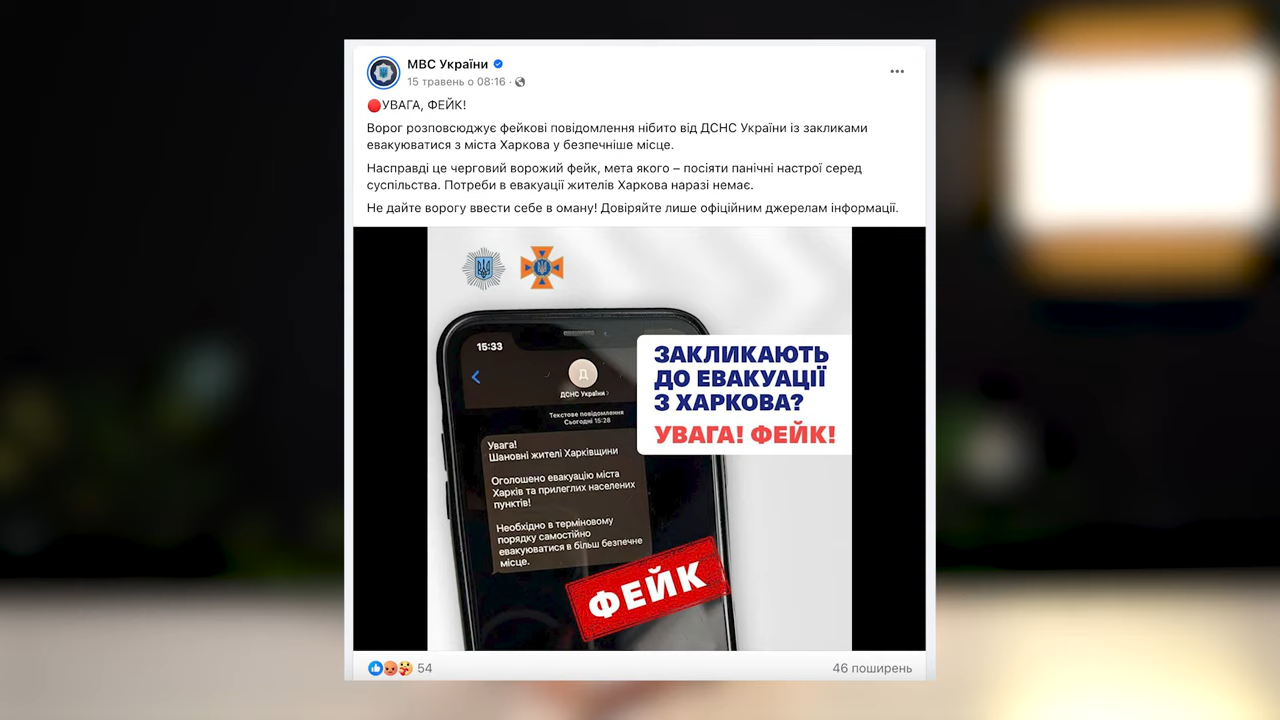 МВС України
15 травень о 08:16
🔴УВАГА, ФЕЙК!
Ворог розповсюджує фейкові повідомлення нібито від ДСНС України із закликами
евакуюватися з міста Харкова у безпечніше місце.
Насправді це черговий ворожий фейк, мета якого – посіяти панічні настрої серед
суспільства. Потреби в евакуації жителів Харкова наразі немає.
Не дайте ворогу ввести себе в оману! Довіряйте лише офіційним джерелам інформації.
15:33
Д
ДСНС України
Текстове повідомлення
Сьогодні 15:28
Увага!
Шановні жителі Харківщини
Оголошено евакуацію міста
Харків та прилеглих населених
пунктів!
Необхідно в терміновому
порядку самостійно
евакуюватися в більш безпечне
місце.
ЗАКЛИКАЮТЬ
ДО ЕВАКУАЦІЇ
З ХАРКОВА?
УВАГА! ФЕЙК!
ФЕЙК
54
46 поширень